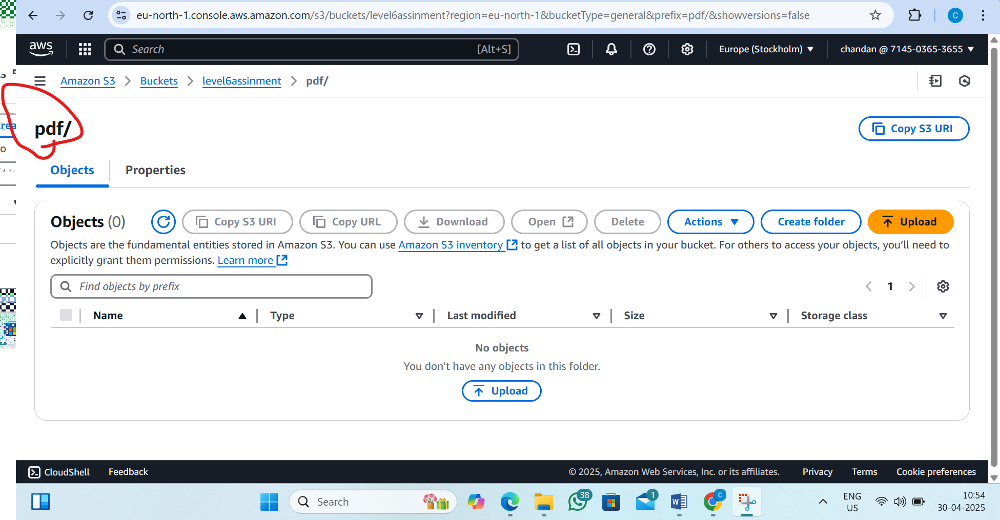 eu-north-1.console.aws.amazon.com/s3/buckets/level6assinment?region=eu-north-1&bucketType=general&prefix=pdf/&showversions=false
C
aws
Search
[Alt+S]
Europe (Stockholm)
chandan @ 7145-0365-3655
Amazon S3
Buckets
level6assinment
pdf/
pdf/
Copy S3 URI
Objects
Properties
Objects (0)
Copy S3 URI
Copy URL
Download
Open
Delete
Actions
Create folder
Upload
Objects are the fundamental entities stored in Amazon S3. You can use Amazon S3 inventory to get a list of all objects in your bucket. For others to access your objects, you’ll need to
explicitly grant them permissions. Learn more
Find objects by prefix
1
Name
Type
Last modified
Size
Storage class
No objects
You don't have any objects in this folder.
Upload
CloudShell
Feedback
© 2025, Amazon Web Services, Inc. or its affiliates.
Privacy
Terms
Cookie preferences
Search
38
1
W
C
ENG
US
10:54
30-04-2025